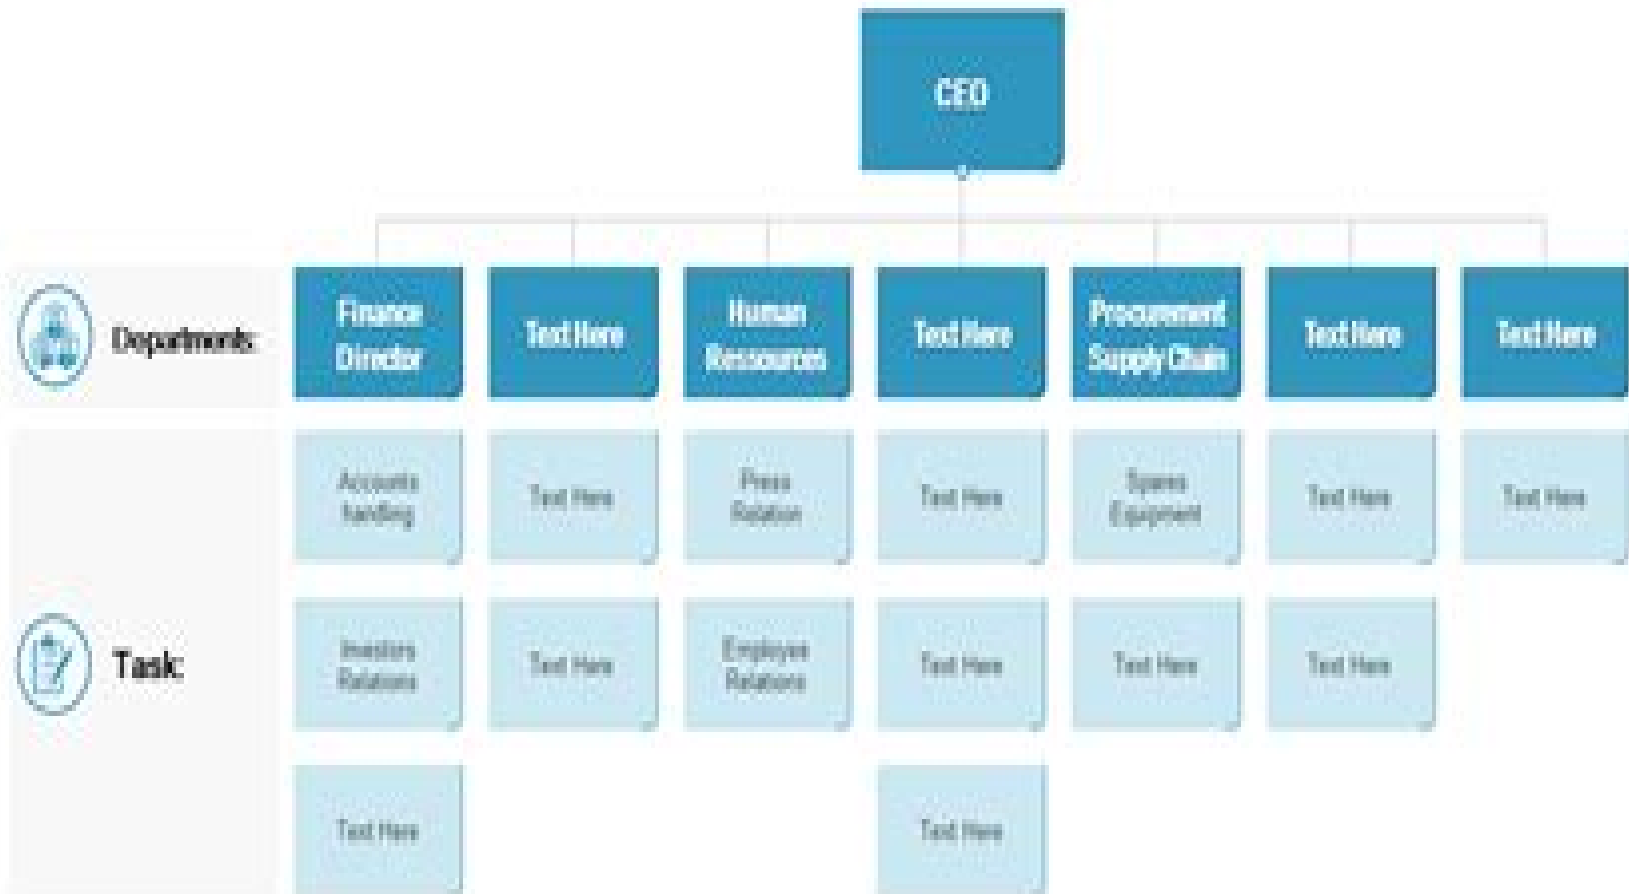 CEO
Departments:
Finance
Director
Text Here
Human
Ressources
Text Here
Procurement
Supply Chain
Text Here
Text Here
Task:
Accounts
handling
Text Here
Press
Relation
Text Here
Spares
Equipment
Text Here
Text Here
Investors
Relations
Text Here
Employee
Relations
Text Here
Text Here
Text Here
Text Here
Text Here